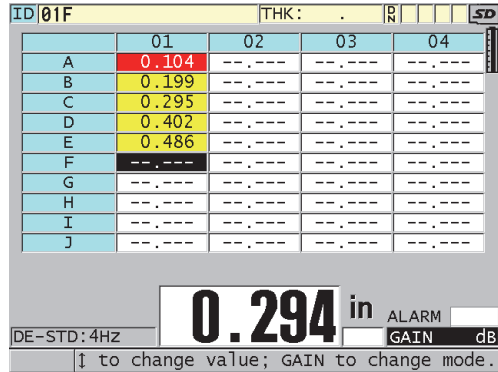 ID 01F THK: . SD
01 02 03 04
A 0.104 --.--- --.--- --.---
B 0.199 --.--- --.--- --.---
C 0.295 --.--- --.--- --.---
D 0.402 --.--- --.--- --.---
E 0.486 --.--- --.--- --.---
F --.--- --.--- --.--- --.---
G --.--- --.--- --.--- --.---
H --.--- --.--- --.--- --.---
I --.--- --.--- --.--- --.---
J --.--- --.--- --.--- --.---
0.294 in ALARM
DE-STD:4Hz GAIN dB
↕ to change value; GAIN to change mode.